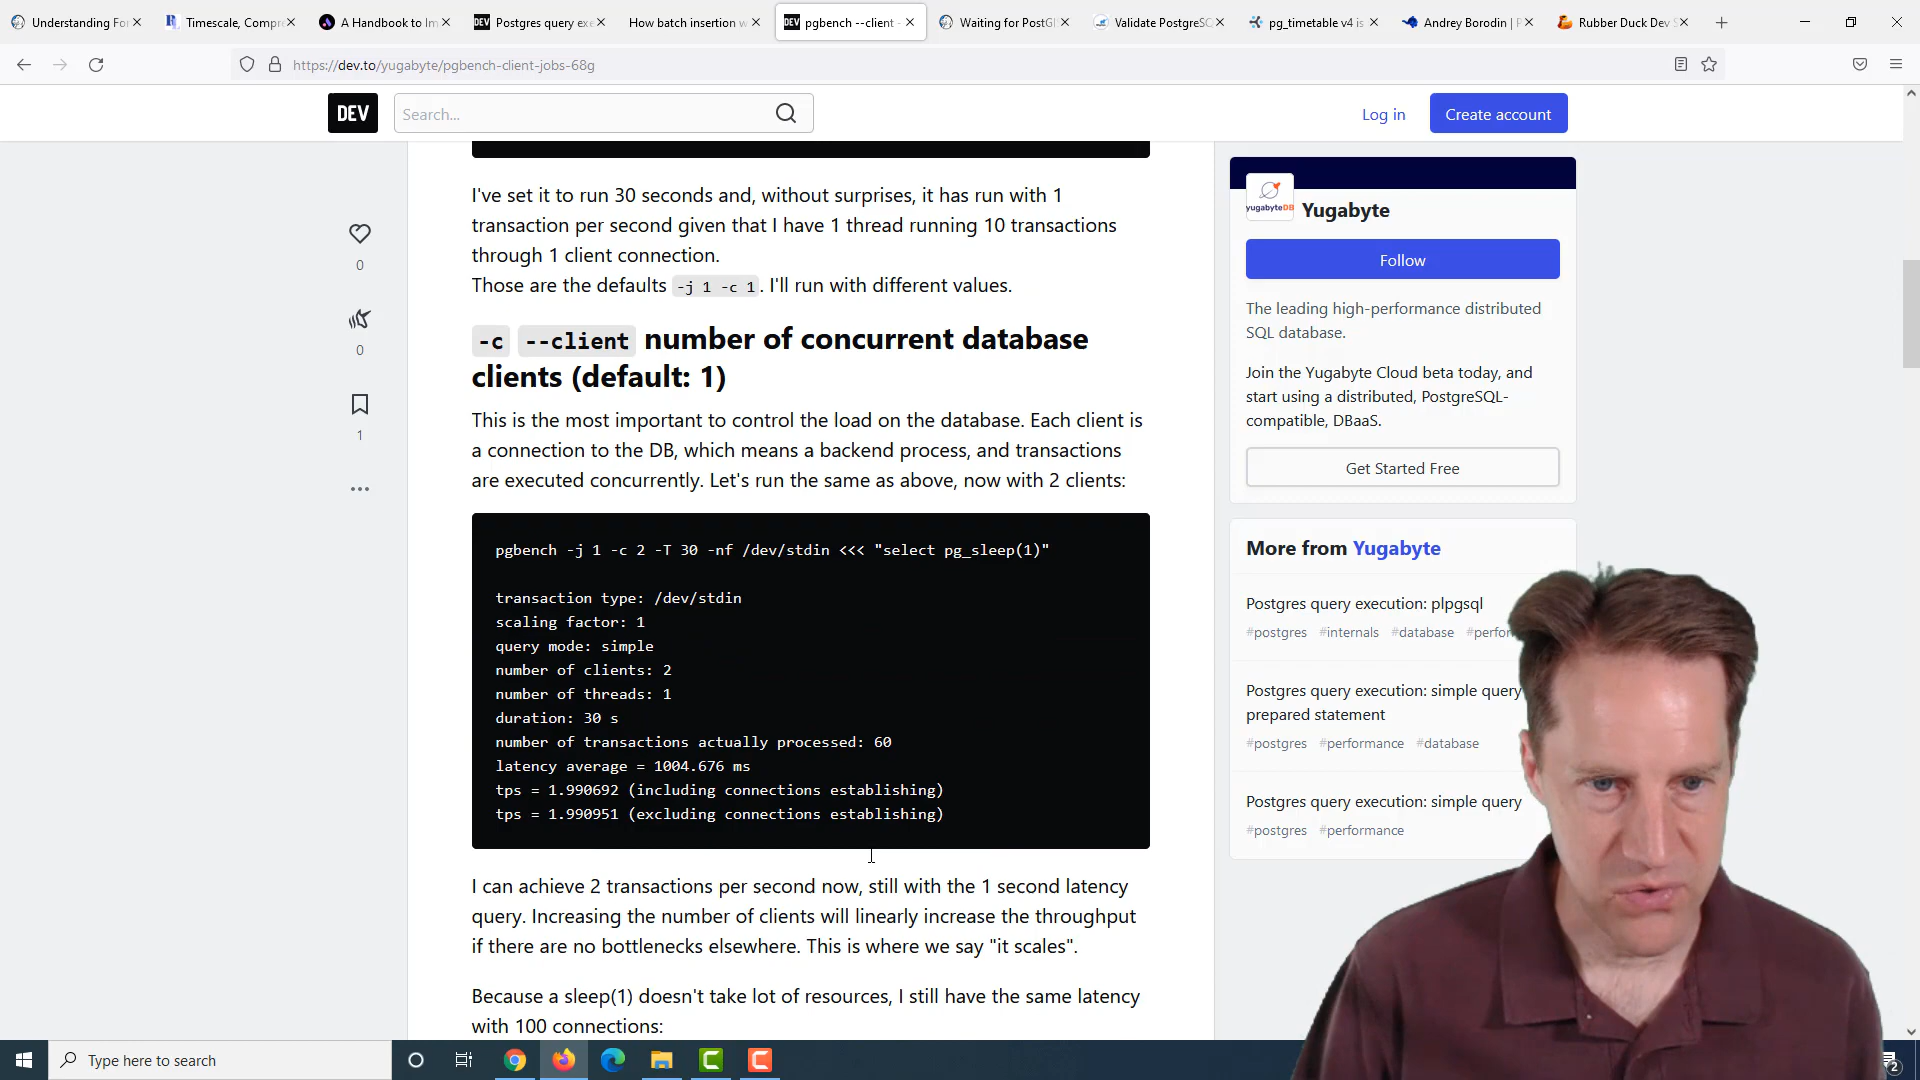 Understanding Fo
Timescale, Compre
A Handbook to Im
DEV Postgres query exe
How batch insertion w
DEV pgbench --client -
Waiting for PostGI
Validate PostgreSQ
pg_timetable v4 is
Andrey Borodin | P
Rubber Duck Dev S
https://dev.to/yugabyte/pgbench-client-jobs-68g
DEV
Search...
Log in
Create account
I've set it to run 30 seconds and, without surprises, it has run with 1
transaction per second given that I have 1 thread running 10 transactions
through 1 client connection.
Those are the defaults -j 1 -c 1. I'll run with different values.
-c --client number of concurrent database
clients (default: 1)
This is the most important to control the load on the database. Each client is
a connection to the DB, which means a backend process, and transactions
are executed concurrently. Let's run the same as above, now with 2 clients:
pgbench -j 1 -c 2 -T 30 -nf /dev/stdin <<< "select pg_sleep(1)"
transaction type: /dev/stdin
scaling factor: 1
query mode: simple
number of clients: 2
number of threads: 1
duration: 30 s
number of transactions actually processed: 60
latency average = 1004.676 ms
tps = 1.990692 (including connections establishing)
tps = 1.990951 (excluding connections establishing)
I can achieve 2 transactions per second now, still with the 1 second latency
query. Increasing the number of clients will linearly increase the throughput
if there are no bottlenecks elsewhere. This is where we say "it scales".
Because a sleep(1) doesn't take lot of resources, I still have the same latency
with 100 connections:
0
0
1
yugabyteDB
Yugabyte
Follow
The leading high-performance distributed
SQL database.
Join the Yugabyte Cloud beta today, and
start using a distributed, PostgreSQL-
compatible, DBaaS.
Get Started Free
More from Yugabyte
Postgres query execution: plpgsql
#postgres #internals #database #perfor
Postgres query execution: simple query
prepared statement
#postgres #performance #database
Postgres query execution: simple query
#postgres #performance
Type here to search
2